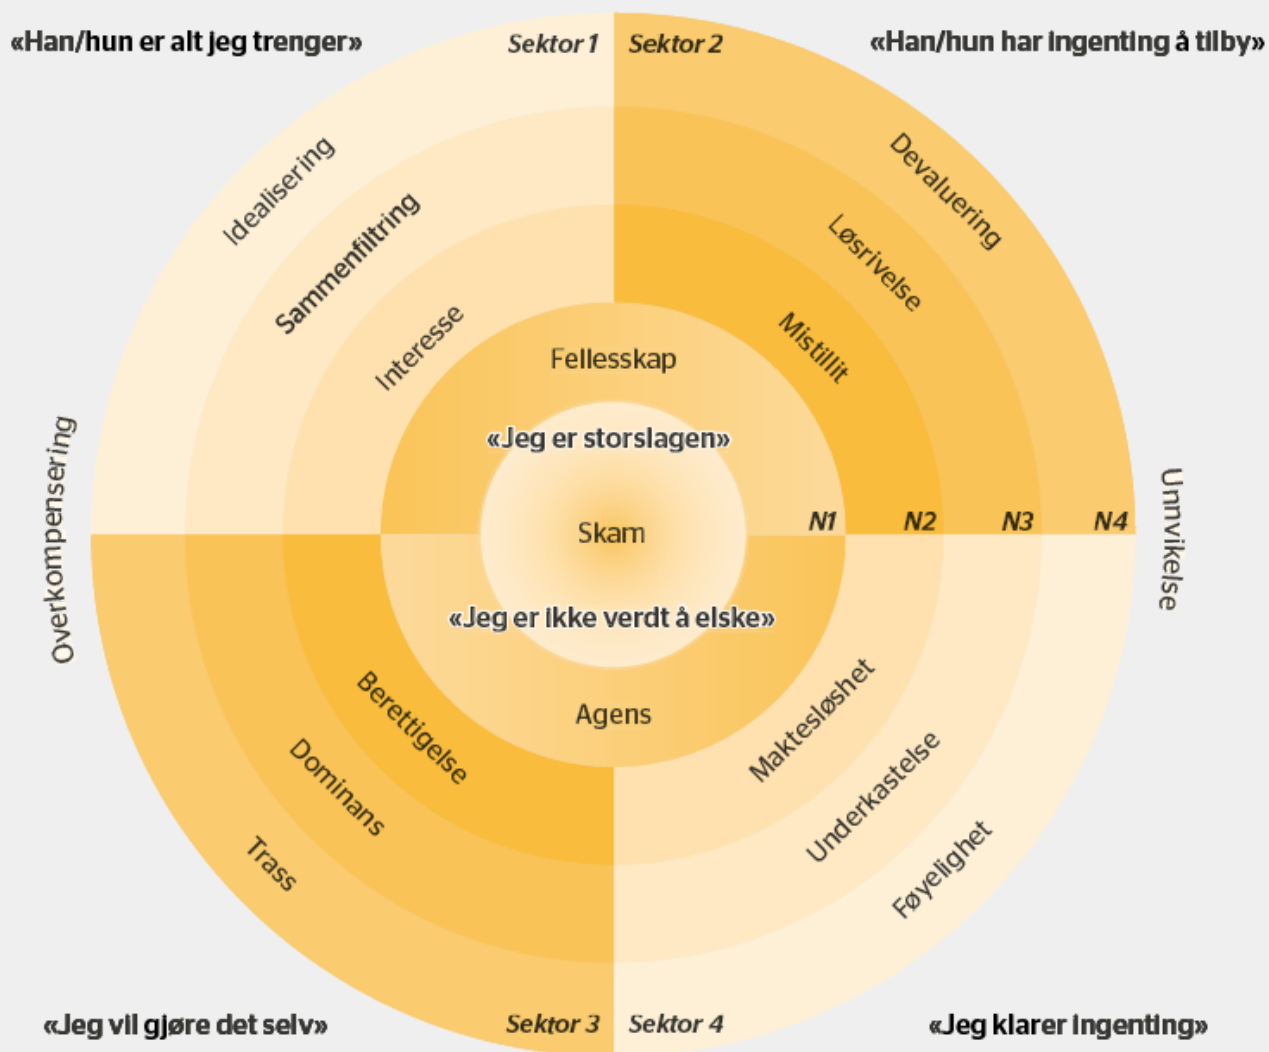 «Han/hun er alt jeg trenger»
Sektor 1
Sektor 2
«Han/hun har ingenting å tilby»
Idealisering
Sammenfiltring
Interesse
Devaluering
Løsrivelse
Mistillit
Fellesskap
«Jeg er storslagen»
Overkompensering
Skam
N1
N2
N3
N4
Unnvikelse
«Jeg er ikke verdt å elske»
Agens
Berettigelse
Dominans
Trass
Maktesløshet
Underkastelse
Føyelighet
«Jeg vil gjøre det selv»
Sektor 3
Sektor 4
«Jeg klarer ingenting»